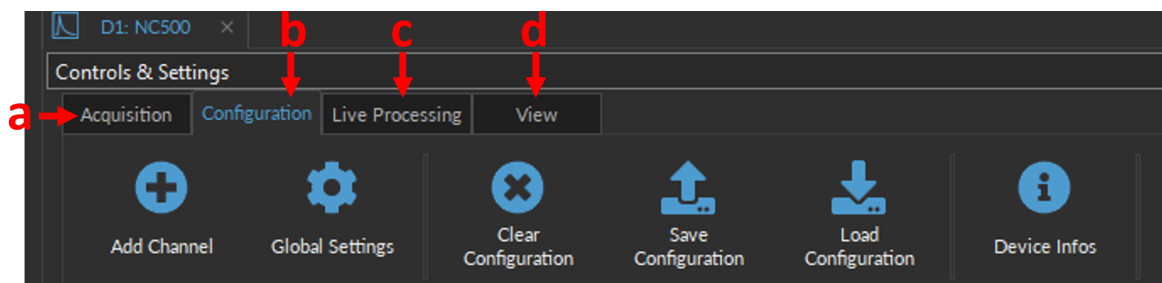 D1: NC500 ×
b c d
Controls & Settings
a Acquisition Configuration Live Processing View
Add Channel Global Settings Clear Configuration Save Configuration Load Configuration Device Infos